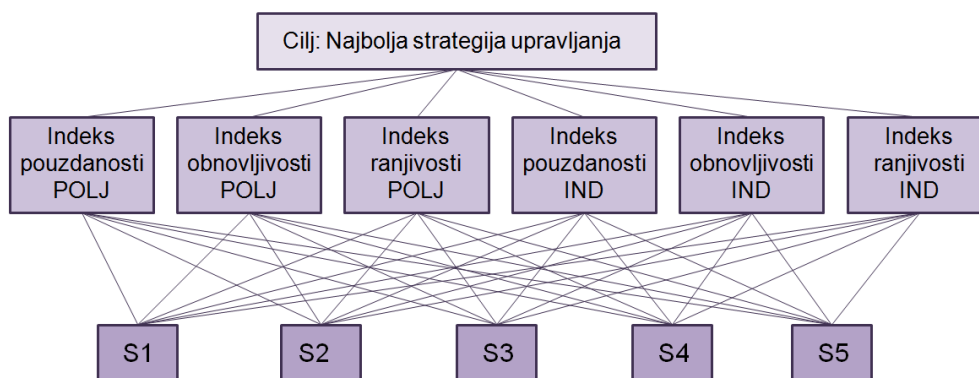 Cilj: Najbolja strategija upravljanja
Indeks
pouzdanosti
POLJ
Indeks
obnovljivosti
POLJ
Indeks
ranjivosti
POLJ
Indeks
pouzdanosti
IND
Indeks
obnovljivosti
IND
Indeks
ranjivosti
IND
S1
S2
S3
S4
S5